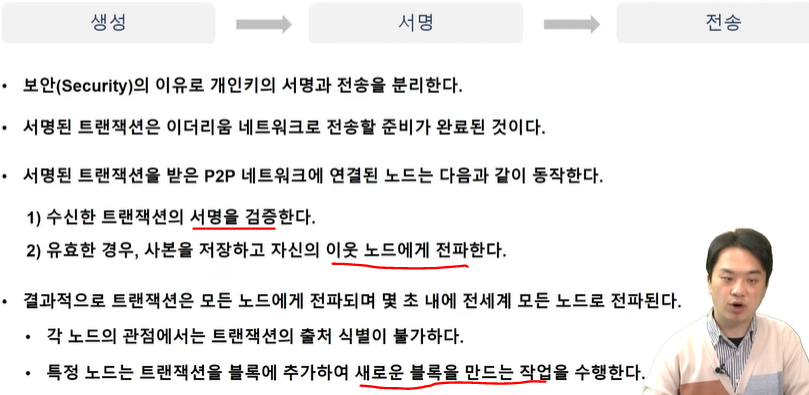 생성
서명
전송
• 보안(Security)의 이유로 개인키의 서명과 전송을 분리한다.
• 서명된 트랜잭션은 이더리움 네트워크로 전송할 준비가 완료된 것이다.
• 서명된 트랜잭션을 받은 P2P 네트워크에 연결된 노드는 다음과 같이 동작한다.
1) 수신한 트랜잭션의 서명을 검증한다.
2) 유효한 경우, 사본을 저장하고 자신의 이웃 노드에게 전파한다.
• 결과적으로 트랜잭션은 모든 노드에게 전파되며 몇 초 내에 전세계 모든 노드로 전파된다.
• 각 노드의 관점에서는 트랜잭션의 출처 식별이 불가하다.
• 특정 노드는 트랜잭션을 블록에 추가하여 새로운 블록을 만드는 작업을 수행한다.